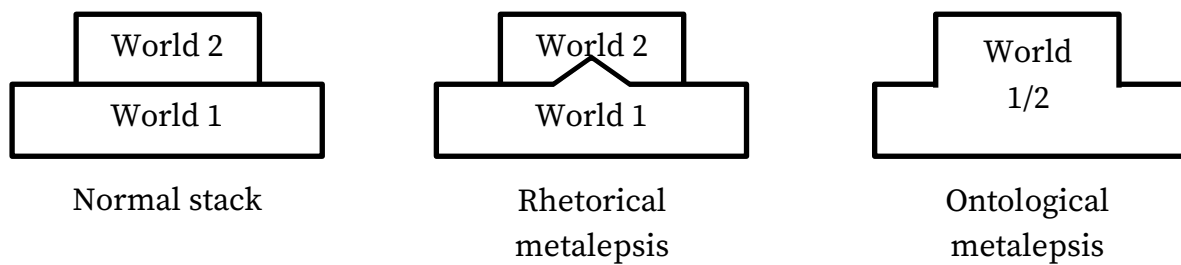 World 2
World 1
Normal stack
World 2
World 1
Rhetorical
metalepsis
World
1/2
Ontological
metalepsis